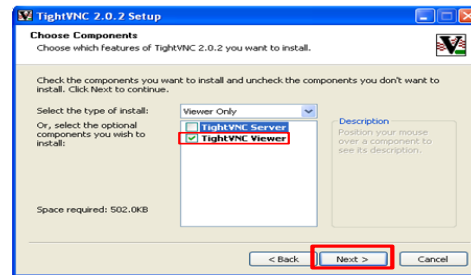 TightVNC 2.0.2 Setup
Choose Components
Choose which features of TightVNC 2.0.2 you want to install.
Check the components you want to install and uncheck the components you don't want to
install. Click Next to continue.
Select the type of install:
Viewer Only
Or, select the optional
components you wish to
install:
TightVNC Server
TightVNC Viewer
Description
Position your mouse
over a component to
see its description.
Space required: 502.0KB
< Back
Next >
Cancel